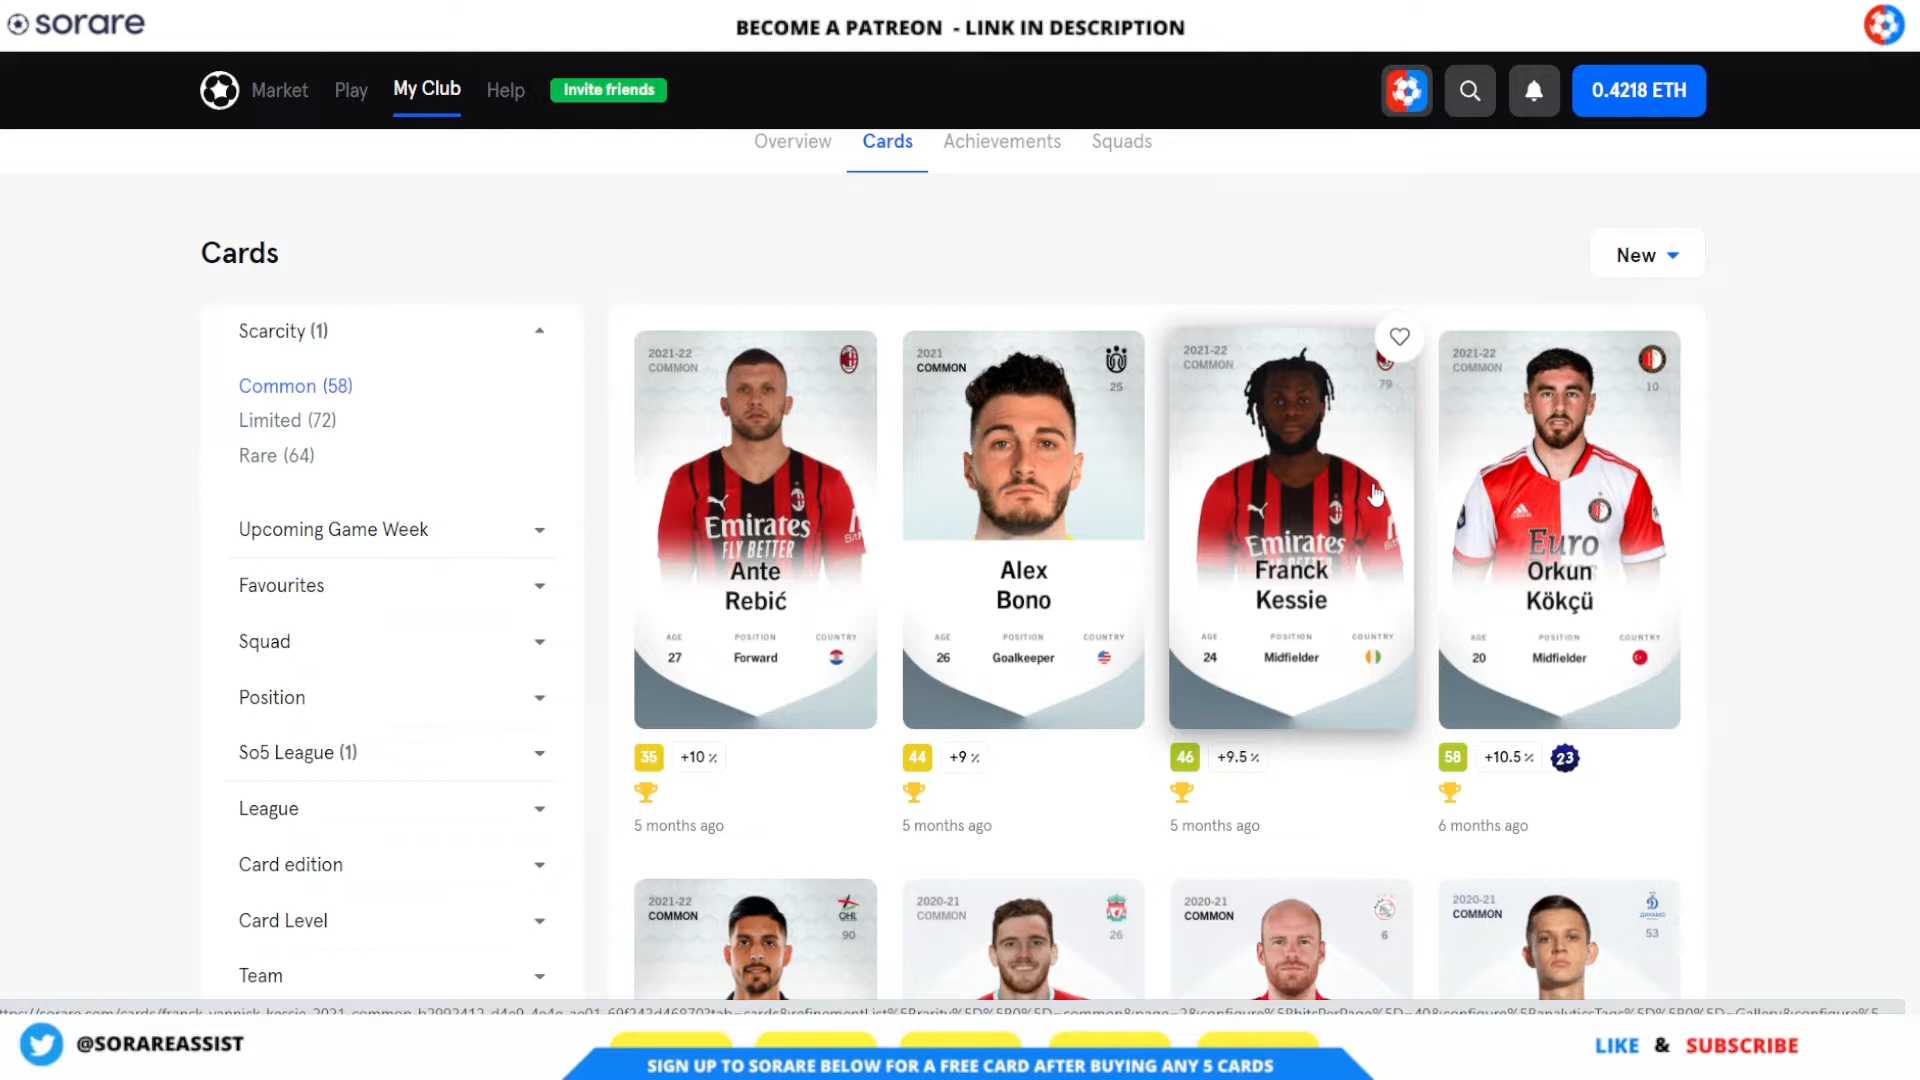 sorare
BECOME A PATREON - LINK IN DESCRIPTION
Market
Play
My Club
Help
Invite friends
0.4218 ETH
Overview
Cards
Achievements
Squads
Cards
New
Scarcity (1)
Common (58)
Limited (72)
Rare (64)
Upcoming Game Week
Favourites
Squad
Position
So5 League (1)
League
Card edition
Card Level
Team
2021-22
COMMON
Emirates
FLY BETTER
Ante
Rebić
AGE POSITION COUNTRY
27 Forward
35 +10 %
5 months ago
2021
COMMON
25
Alex
Bono
AGE POSITION COUNTRY
26 Goalkeeper
44 +9 %
5 months ago
2021-22
COMMON
79
Emirates
Franck
Kessie
AGE POSITION COUNTRY
24 Midfielder
46 +9.5 %
5 months ago
2021-22
COMMON
10
Euro
Orkun
Kökçü
AGE POSITION COUNTRY
20 Midfielder
58 +10.5 % 23
6 months ago
2021-22
COMMON
OHL
90
2020-21
COMMON
26
2020-21
COMMON
6
2020-21
COMMON
ДИНАМО
53
@SORAREASSIST
SIGN UP TO SORARE BELOW FOR A FREE CARD AFTER BUYING ANY 5 CARDS
LIKE & SUBSCRIBE